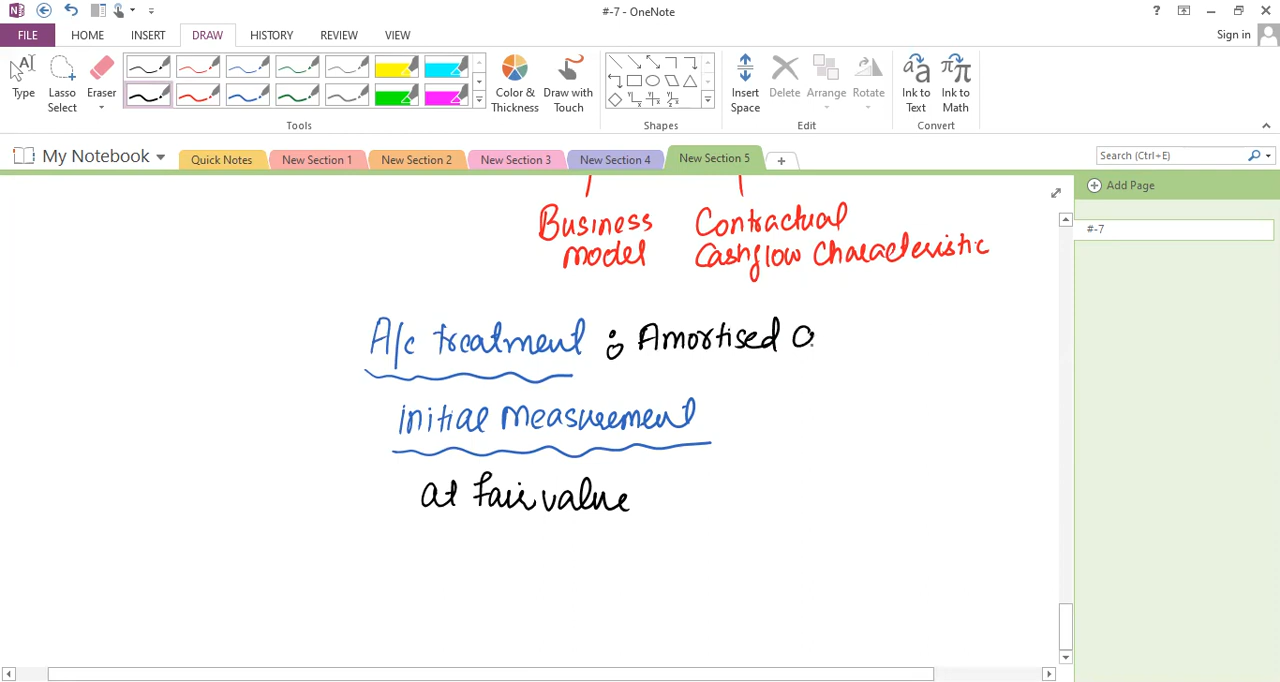 #-7 - OneNote
? 
FILE HOME INSERT DRAW HISTORY REVIEW VIEW
Sign in
Type
Lasso Select
Eraser
Color & Thickness
Draw with Touch
Insert Space
Delete
Arrange
Rotate
Ink to Text
Ink to Math
Tools Shapes Edit Convert
My Notebook Quick Notes New Section 1 New Section 2 New Section 3 New Section 4 New Section 5
Search (Ctrl+E)
Add Page
#-7
Business model
Contractual
Cashflow Characteristic
A/c treatment : Amortised C
initial Measurement
at fair value